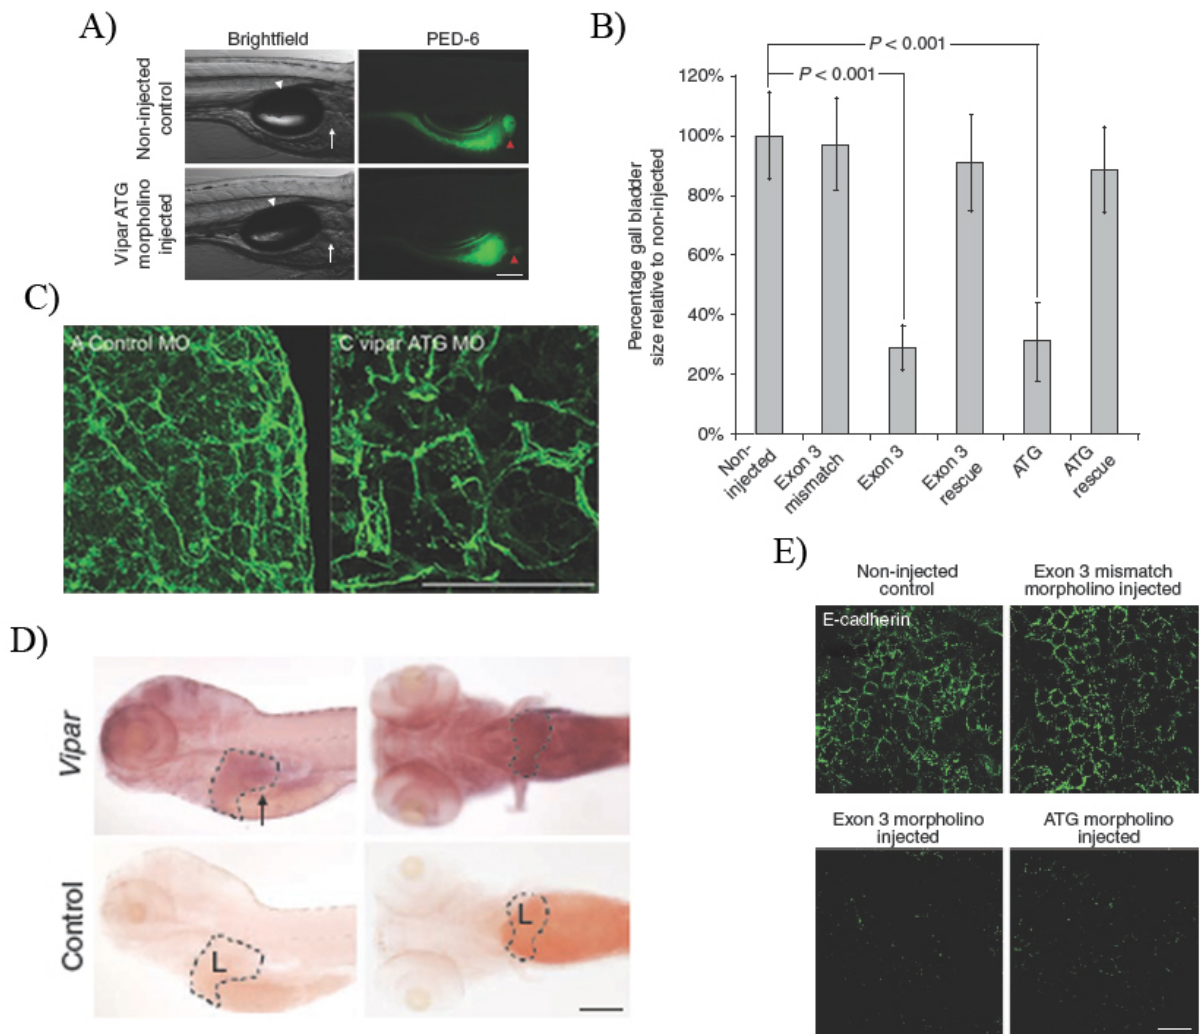 A)
Brightfield
PED-6
Non-injected
control
Vipar ATG
morpholino
injected
B)
P < 0.001
P < 0.001
Percentage gall bladder
size relative to non-injected
120%
100%
80%
60%
40%
20%
0%
Non-
injected
Exon 3
mismatch
Exon 3
Exon 3
rescue
ATG
ATG
rescue
C)
A Control MO
C vipar ATG MO
D)
Vipar
Control
L
L
E)
Non-injected
control
Exon 3 mismatch
morpholino injected
E-cadherin
Exon 3 morpholino
injected
ATG morpholino
injected